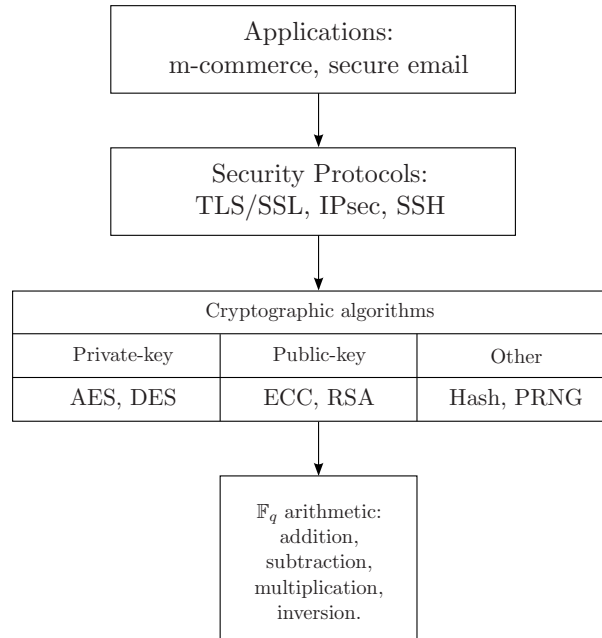 Applications:
m-commerce, secure email
Security Protocols:
TLS/SSL, IPsec, SSH
Cryptographic algorithms
Private-key Public-key Other
AES, DES ECC, RSA Hash, PRNG
𝔽q arithmetic:
addition,
subtraction,
multiplication,
inversion.